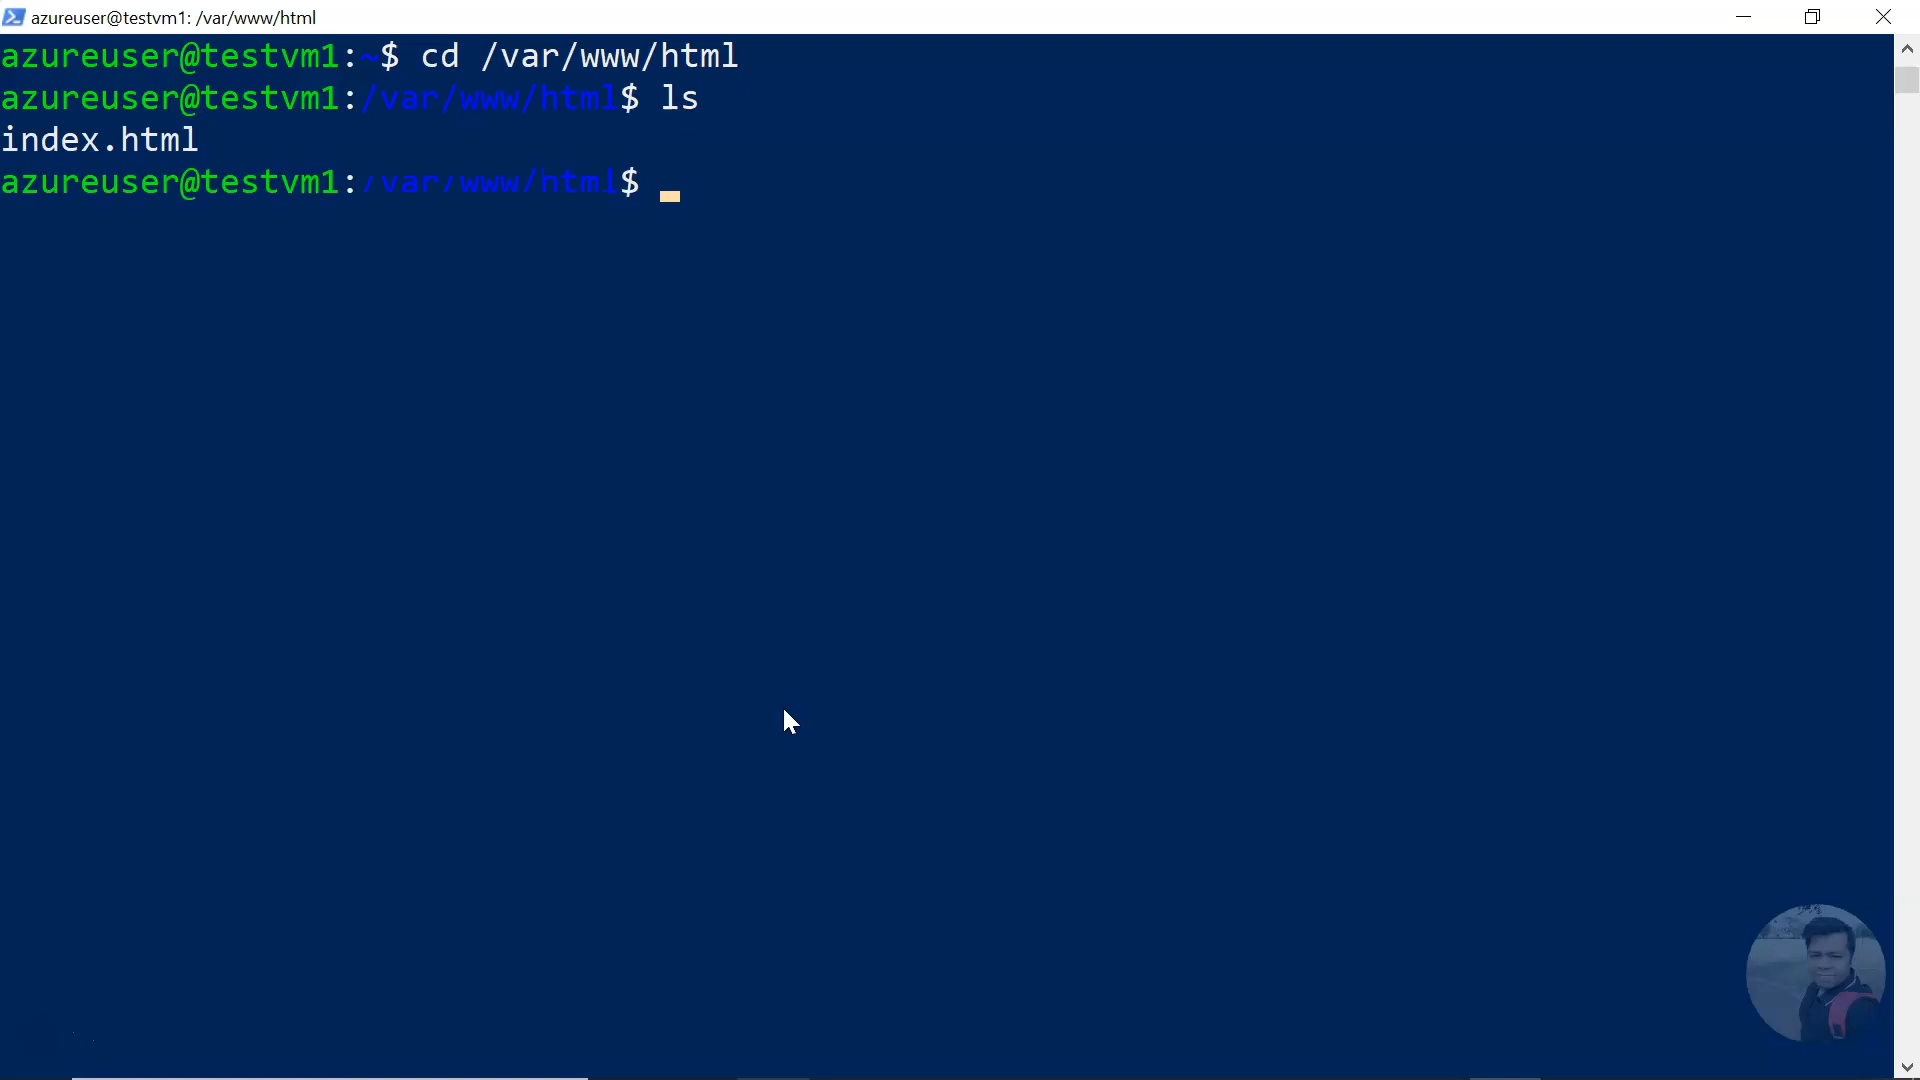 azureuser@testvm1: /var/www/html
azureuser@testvm1:~$ cd /var/www/html
azureuser@testvm1:/var/www/html$ ls
index.html
azureuser@testvm1:/var/www/html$